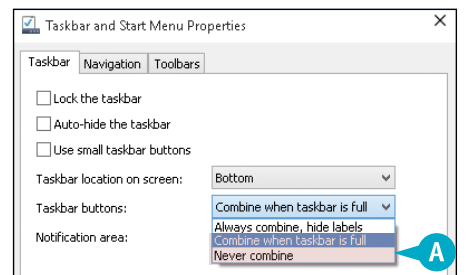 Taskbar and Start Menu Properties
Taskbar Navigation Toolbars
Lock the taskbar
Auto-hide the taskbar
Use small taskbar buttons
Taskbar location on screen: Bottom
Taskbar buttons: Combine when taskbar is full
Always combine, hide labels
Notification area: Combine when taskbar is full
Never combine A